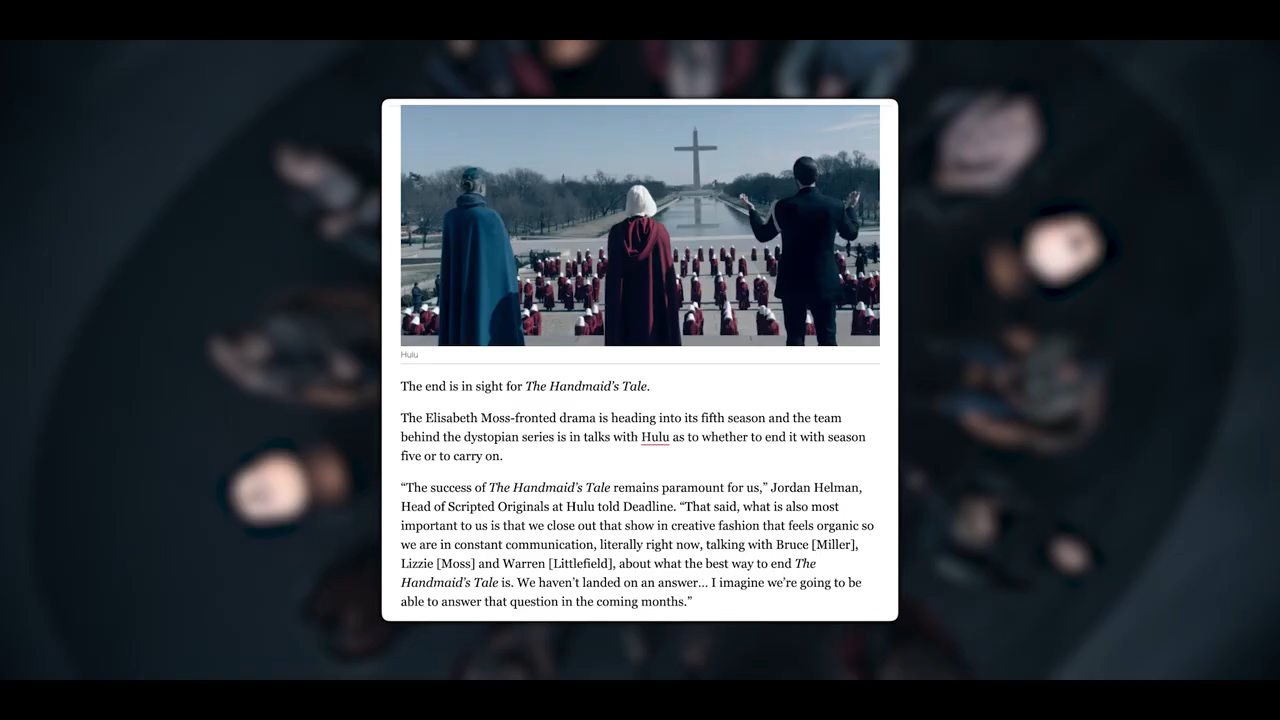 Hulu
The end is in sight for The Handmaid’s Tale.
The Elisabeth Moss-fronted drama is heading into its fifth season and the team
behind the dystopian series is in talks with Hulu as to whether to end it with season
five or to carry on.
“The success of The Handmaid’s Tale remains paramount for us,” Jordan Helman,
Head of Scripted Originals at Hulu told Deadline. “That said, what is also most
important to us is that we close out that show in creative fashion that feels organic so
we are in constant communication, literally right now, talking with Bruce [Miller],
Lizzie [Moss] and Warren [Littlefield], about what the best way to end The
Handmaid’s Tale is. We haven’t landed on an answer… I imagine we’re going to be
able to answer that question in the coming months.”